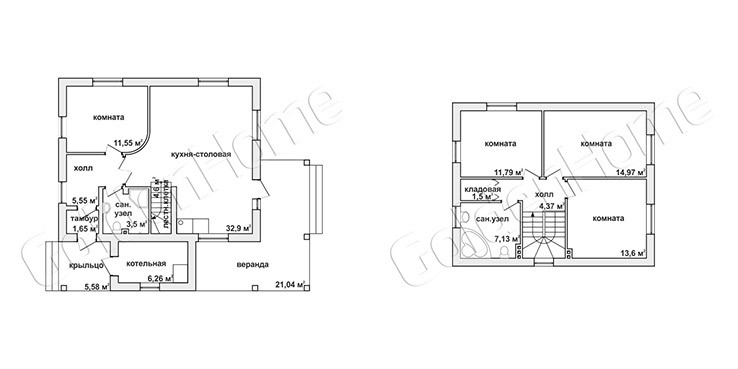 комната
11,55 м²
кухня-столовая
холл
5,55 м²
4,6 м²
лестн.клетка
сан.
узел
3,5 м²
тамбур
1,65 м²
32,9 м²
крыльцо
5,58 м²
котельная
6,26 м²
веранда
21,04 м²
комната
11,79 м²
комната
14,97 м²
кладовая
1,5 м²
холл
4,37 м²
сан.узел
7,13 м²
комната
13,6 м²